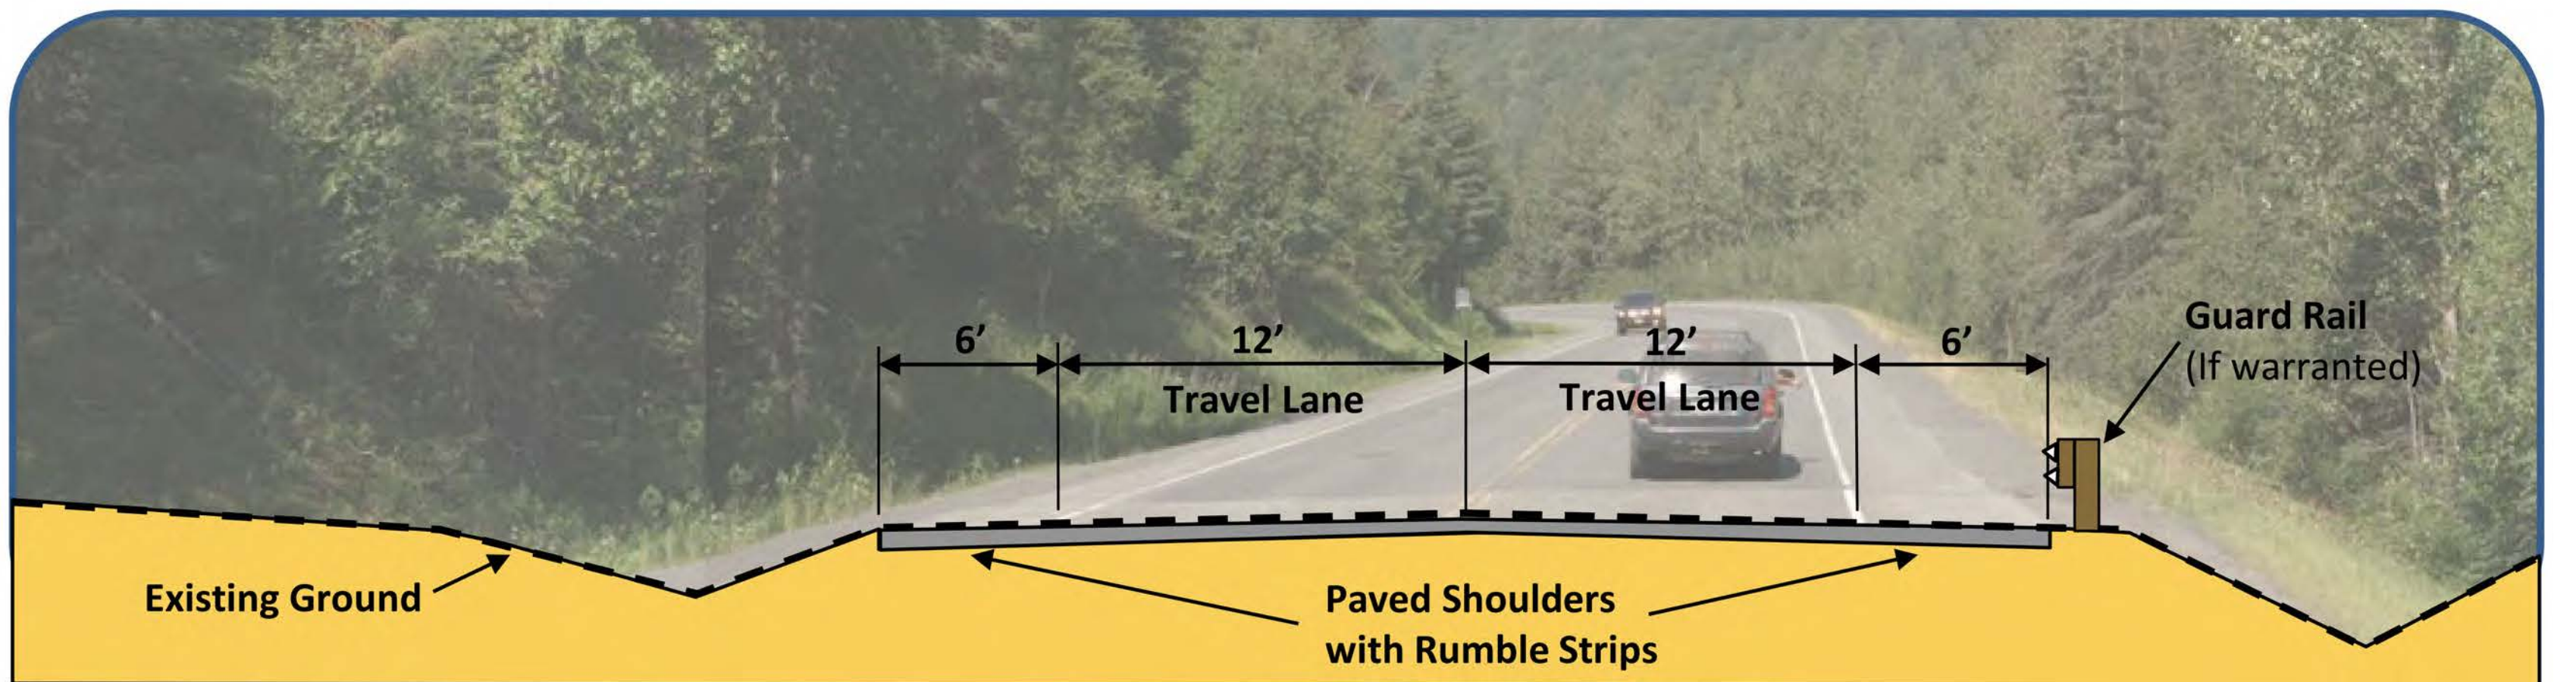 6’
12’
12’
6’
Travel Lane
Travel Lane
Guard Rail
(If warranted)
Existing Ground
Paved Shoulders
with Rumble Strips